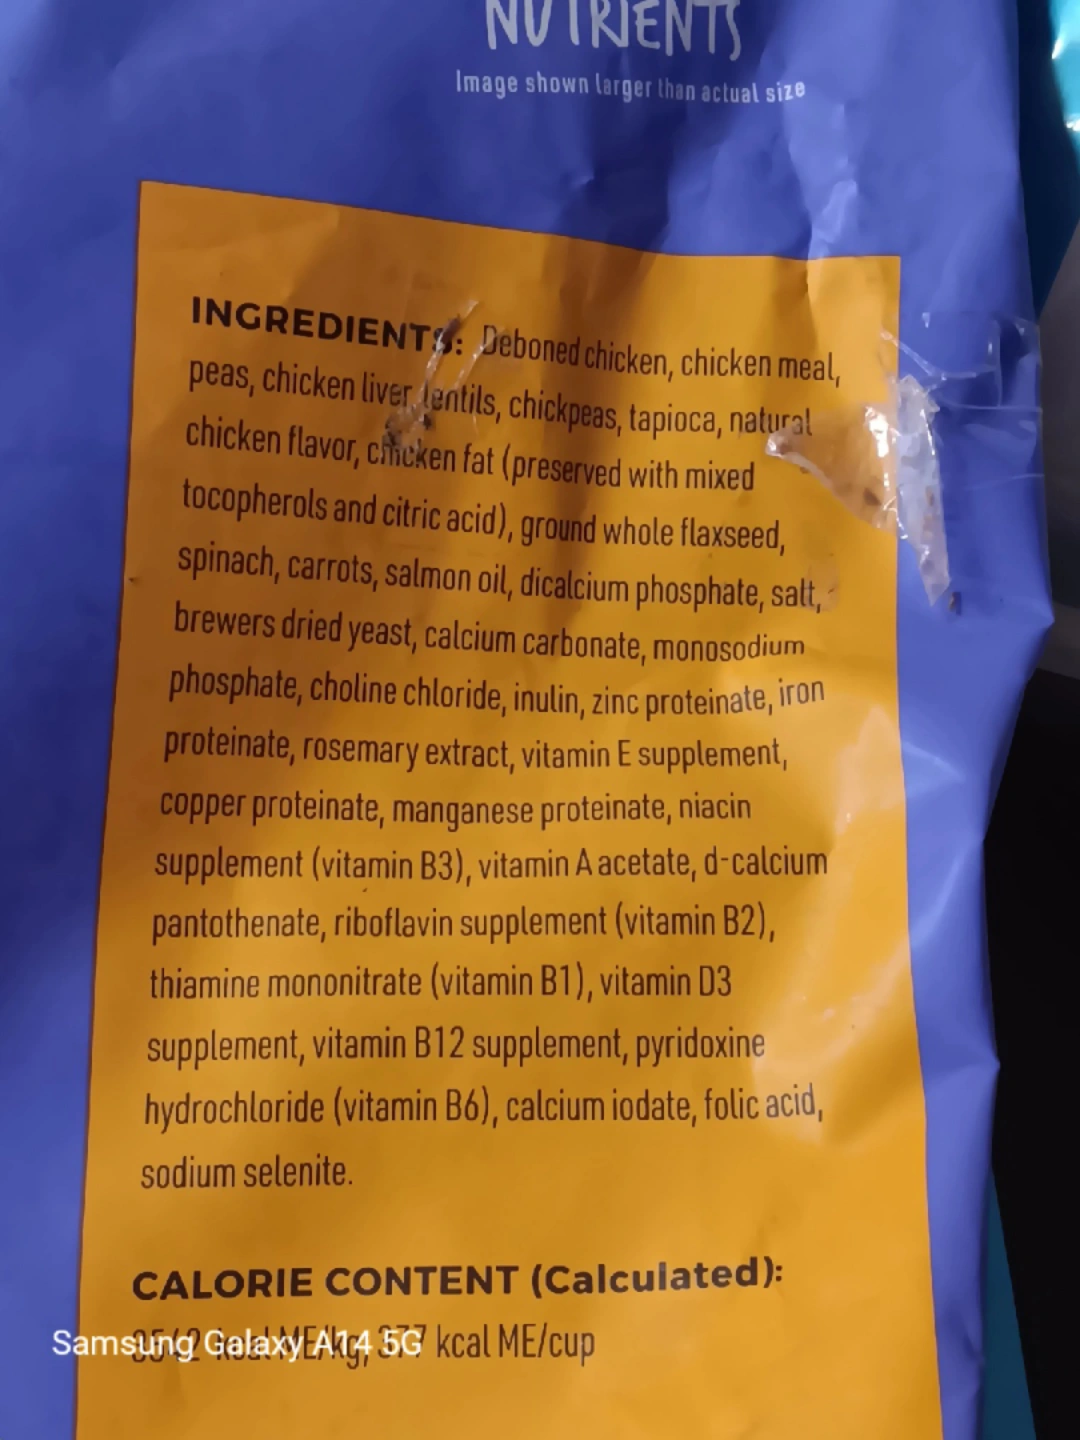 NUTRIENTS
Image shown larger than actual size
INGREDIENTS: Deboned chicken, chicken meal,
peas, chicken liver, lentils, chickpeas, tapioca, natural
chicken flavor, chicken fat (preserved with mixed
tocopherols and citric acid), ground whole flaxseed,
spinach, carrots, salmon oil, dicalcium phosphate, salt,
brewers dried yeast, calcium carbonate, monosodium
phosphate, choline chloride, inulin, zinc proteinate, iron
proteinate, rosemary extract, vitamin E supplement,
copper proteinate, manganese proteinate, niacin
supplement (vitamin B3), vitamin A acetate, d-calcium
pantothenate, riboflavin supplement (vitamin B2),
thiamine mononitrate (vitamin B1), vitamin D3
supplement, vitamin B12 supplement, pyridoxine
hydrochloride (vitamin B6), calcium iodate, folic acid,
sodium selenite.
CALORIE CONTENT (Calculated):
kcal ME/kg, 377 kcal ME/cup
Samsung Galaxy A14 5G